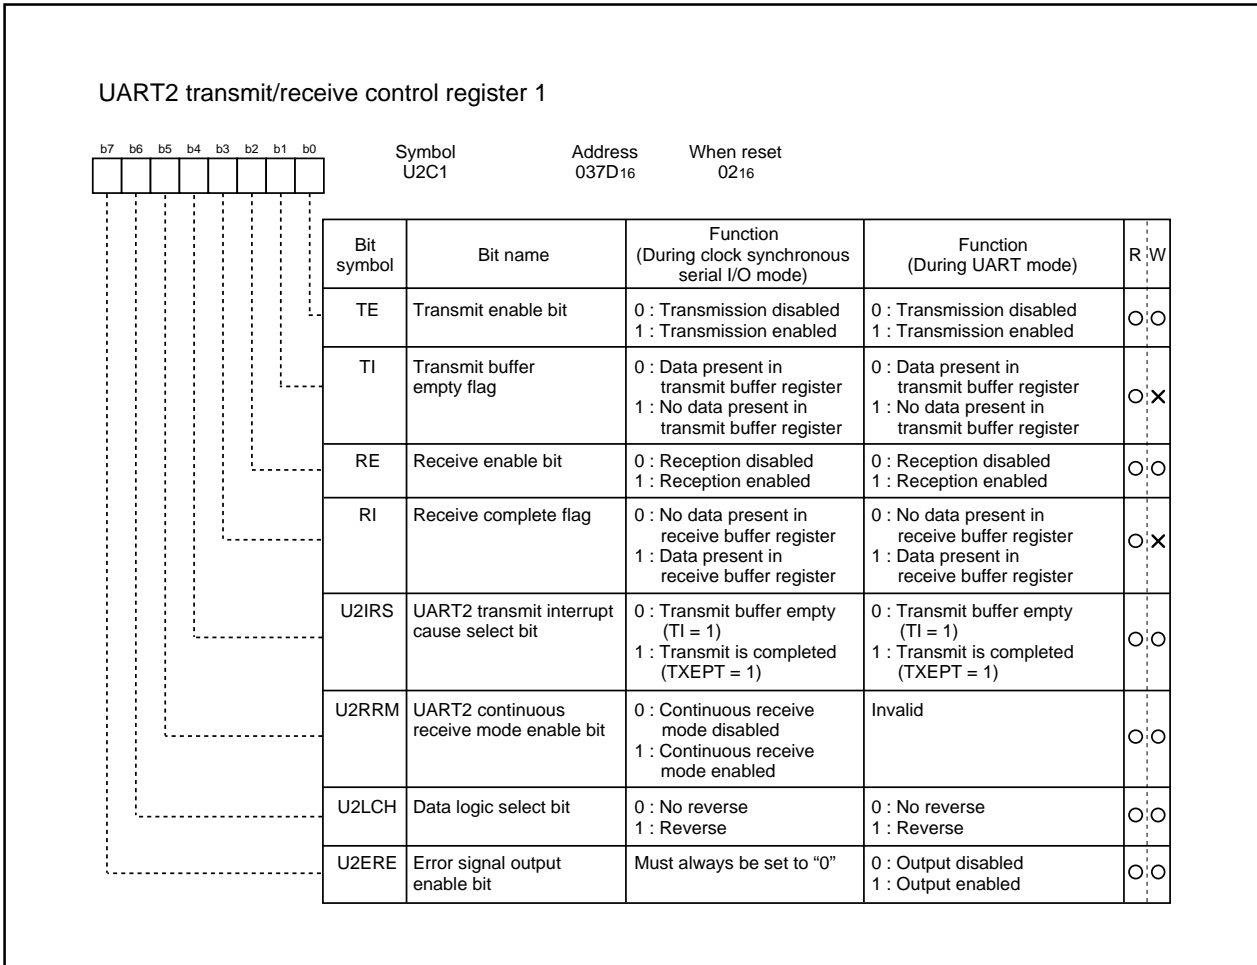 UART2 transmit/receive control register 1
b7 b6 b5 b4 b3 b2 b1 b0
Symbol Address When reset
U2C1 037D16 0216
Bit symbol
Bit name
Function
(During clock synchronous
serial I/O mode)
Function
(During UART mode)
R W
TE
Transmit enable bit
0 : Transmission disabled
1 : Transmission enabled
0 : Transmission disabled
1 : Transmission enabled
TI
Transmit buffer
empty flag
0 : Data present in
transmit buffer register
1 : No data present in
transmit buffer register
0 : Data present in
transmit buffer register
1 : No data present in
transmit buffer register
RE
Receive enable bit
0 : Reception disabled
1 : Reception enabled
0 : Reception disabled
1 : Reception enabled
RI
Receive complete flag
0 : No data present in
receive buffer register
1 : Data present in
receive buffer register
0 : No data present in
receive buffer register
1 : Data present in
receive buffer register
U2IRS
UART2 transmit interrupt
cause select bit
0 : Transmit buffer empty
(TI = 1)
1 : Transmit is completed
(TXEPT = 1)
0 : Transmit buffer empty
(TI = 1)
1 : Transmit is completed
(TXEPT = 1)
U2RRM
UART2 continuous
receive mode enable bit
0 : Continuous receive
mode disabled
1 : Continuous receive
mode enabled
Invalid
U2LCH
Data logic select bit
0 : No reverse
1 : Reverse
0 : No reverse
1 : Reverse
U2ERE
Error signal output
enable bit
Must always be set to “0”
0 : Output disabled
1 : Output enabled